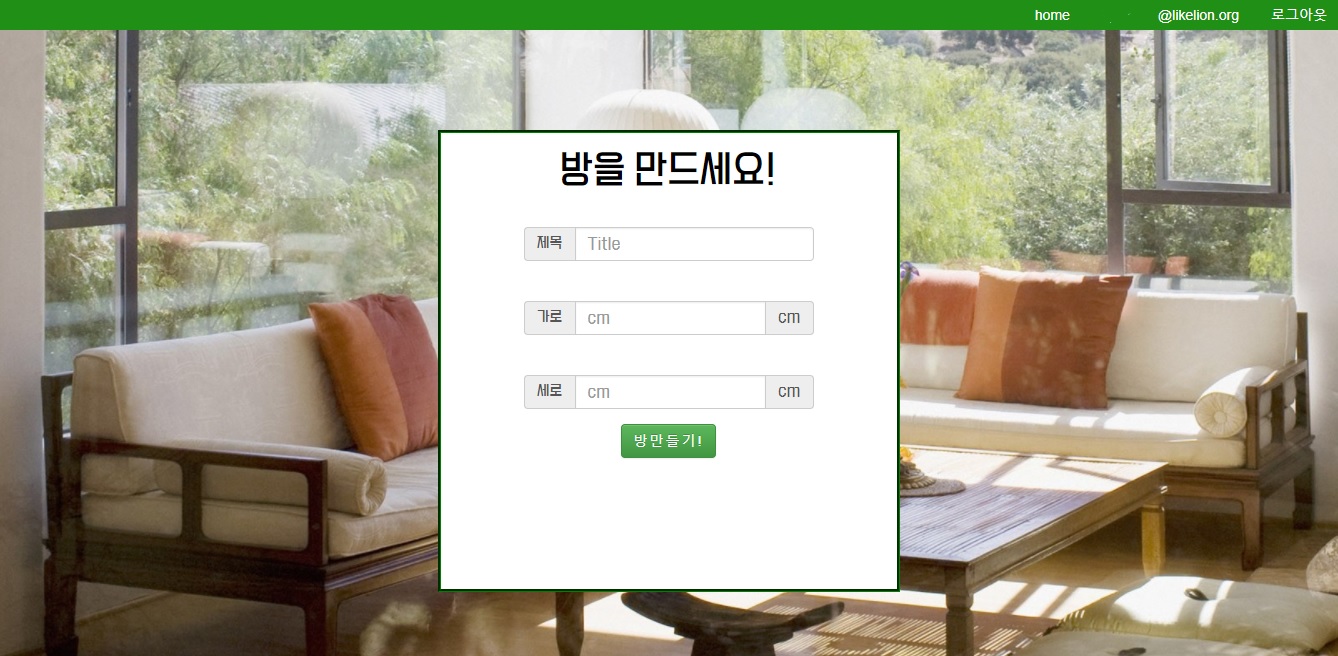 home @likelion.org 로그아웃
방을 만드세요!
제목 Title
가로 cm cm
세로 cm cm
방만들기!